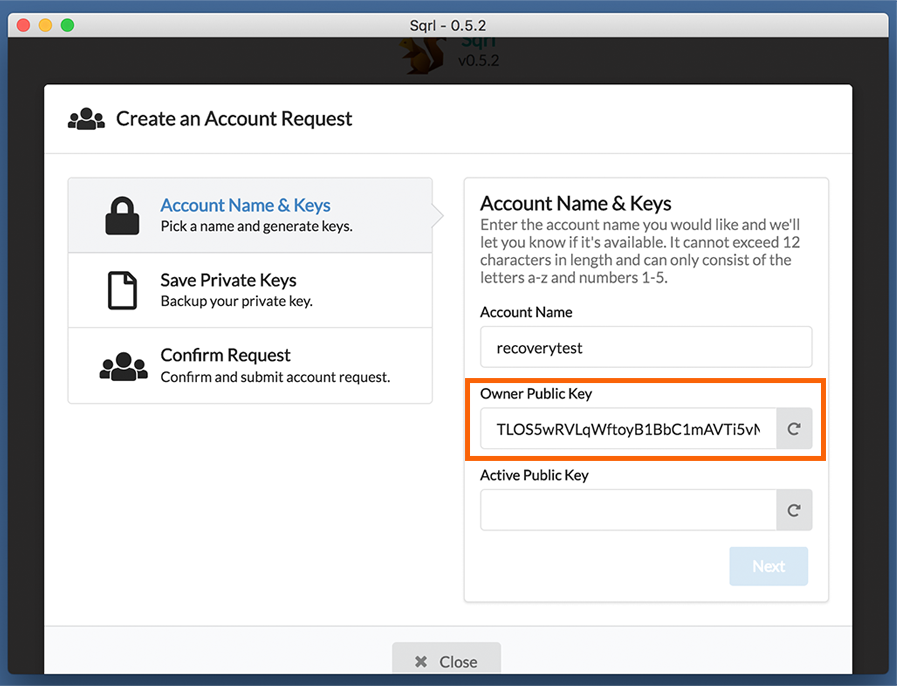 Sqrl - 0.5.2
Sqrl
v0.5.2
Create an Account Request
Account Name & Keys
Pick a name and generate keys.
Save Private Keys
Backup your private key.
Confirm Request
Confirm and submit account request.
Account Name & Keys
Enter the account name you would like and we'll
let you know if it's available. It cannot exceed 12
characters in length and can only consist of the
letters a-z and numbers 1-5.
Account Name
recoverytest
Owner Public Key
TLOS5wRVLqWftoyB1BbC1mAVTi5v
Active Public Key
Next
Close